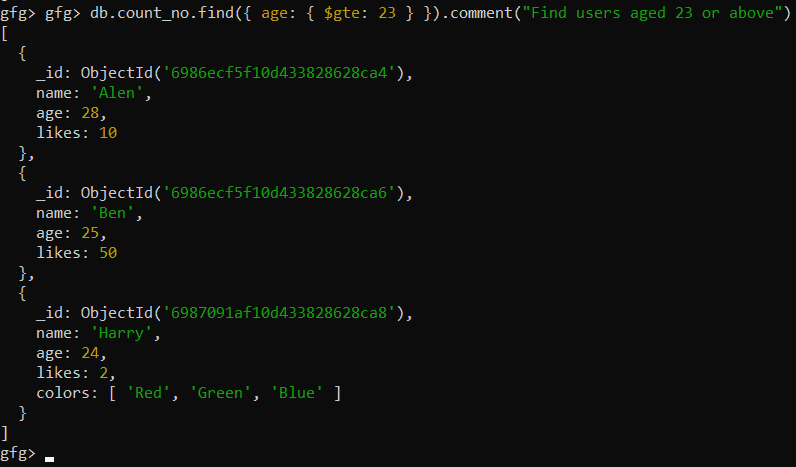 gfg> gfg> db.count_no.find({ age: { $gte: 23 } }).comment("Find users aged 23 or above")
[
  {
    _id: ObjectId('6986ecf5f10d433828628ca4'),
    name: 'Alen',
    age: 28,
    likes: 10
  },
  {
    _id: ObjectId('6986ecf5f10d433828628ca6'),
    name: 'Ben',
    age: 25,
    likes: 50
  },
  {
    _id: ObjectId('6987091af10d433828628ca8'),
    name: 'Harry',
    age: 24,
    likes: 2,
    colors: [ 'Red', 'Green', 'Blue' ]
  }
]
gfg>